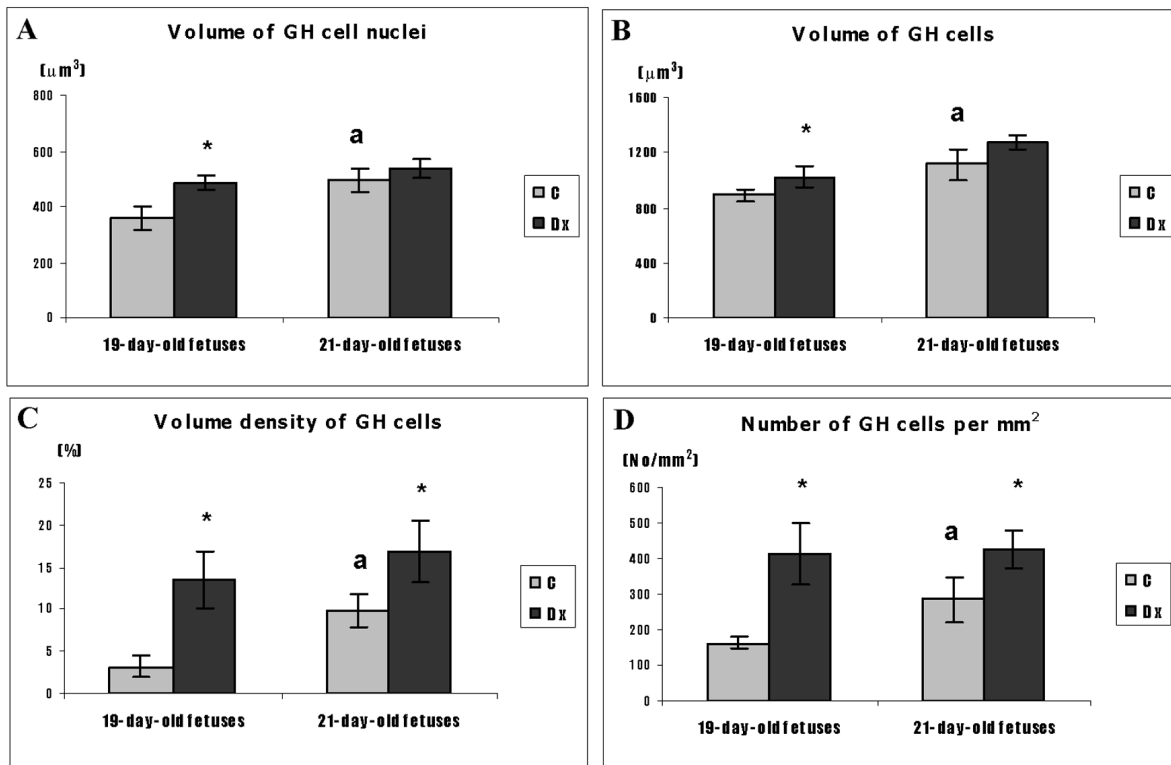 A
Volume of GH cell nuclei
(μm³)
800
600
400
200
0
*
a
19-day-old fetuses
21-day-old fetuses
C
Dx
B
Volume of GH cells
(μm³)
1600
1200
800
400
0
*
a
19-day-old fetuses
21-day-old fetuses
C
Dx
C
Volume density of GH cells
(%)
25
20
15
10
5
0
*
a
*
19-day-old fetuses
21-day-old fetuses
C
Dx
D
Number of GH cells per mm²
(No/mm²)
600
500
400
300
200
100
0
*
a
*
19-day-old fetuses
21-day-old fetuses
C
Dx